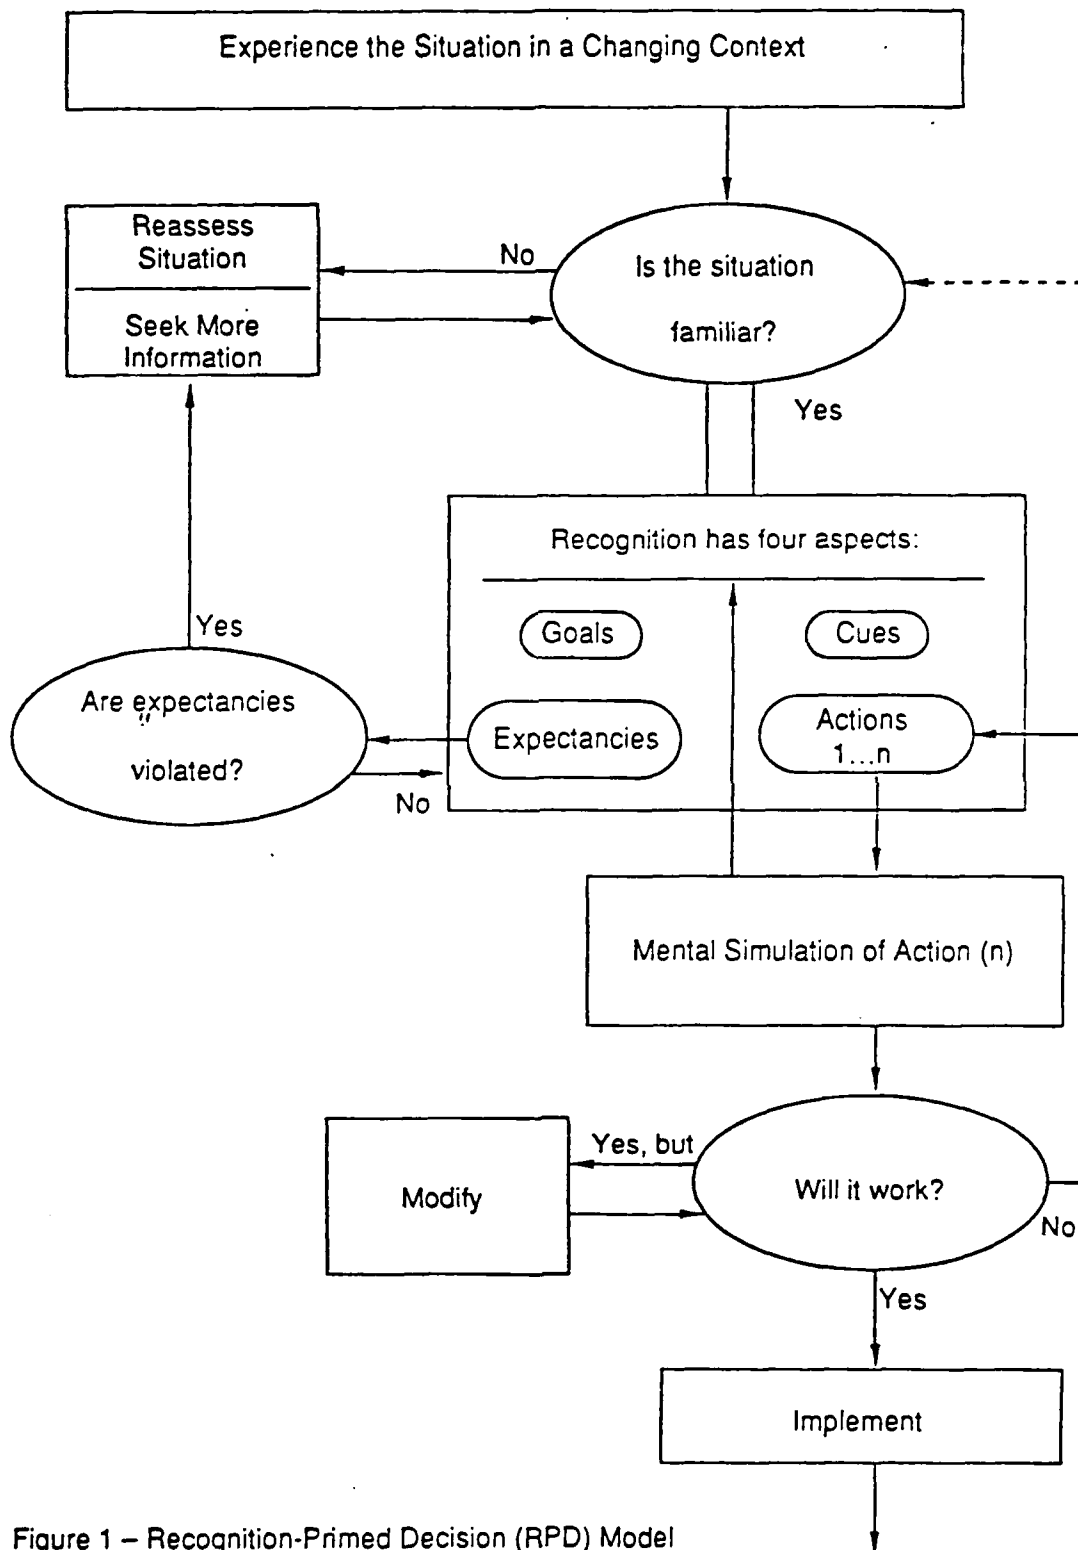 Experience the Situation in a Changing Context
Reassess
Situation
Seek More
Information
No
Is the situation
familiar?
Yes
Recognition has four aspects:
Goals
Cues
Expectancies
Actions
1...n
Yes
Are expectancies
violated?
No
Mental Simulation of Action (n)
Yes, but
Modify
Will it work?
No
Yes
Implement
Figure 1 – Recognition-Primed Decision (RPD) Model